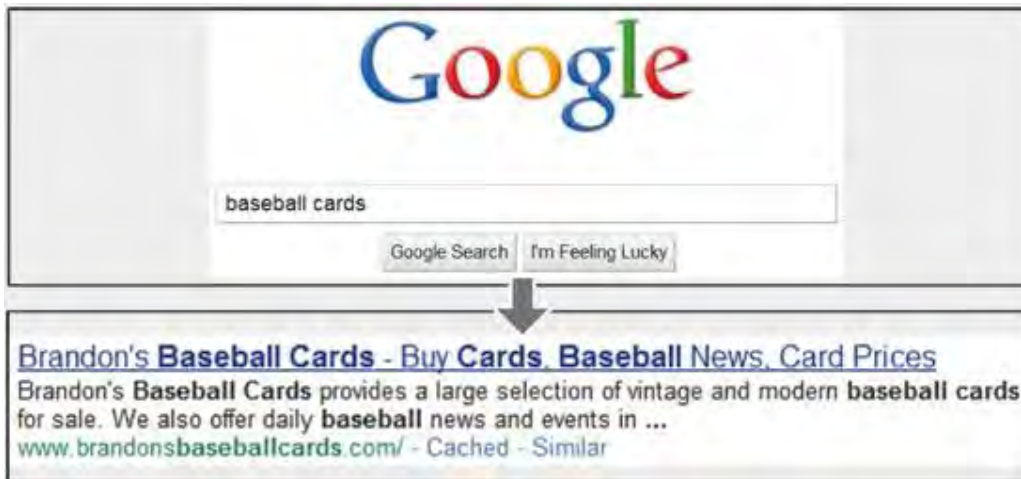 Google
baseball cards
Google Search I'm Feeling Lucky
Brandon's Baseball Cards - Buy Cards, Baseball News, Card Prices
Brandon's Baseball Cards provides a large selection of vintage and modern baseball cards
for sale. We also offer daily baseball news and events in ...
www.brandonsbaseballcards.com/ - Cached - Similar